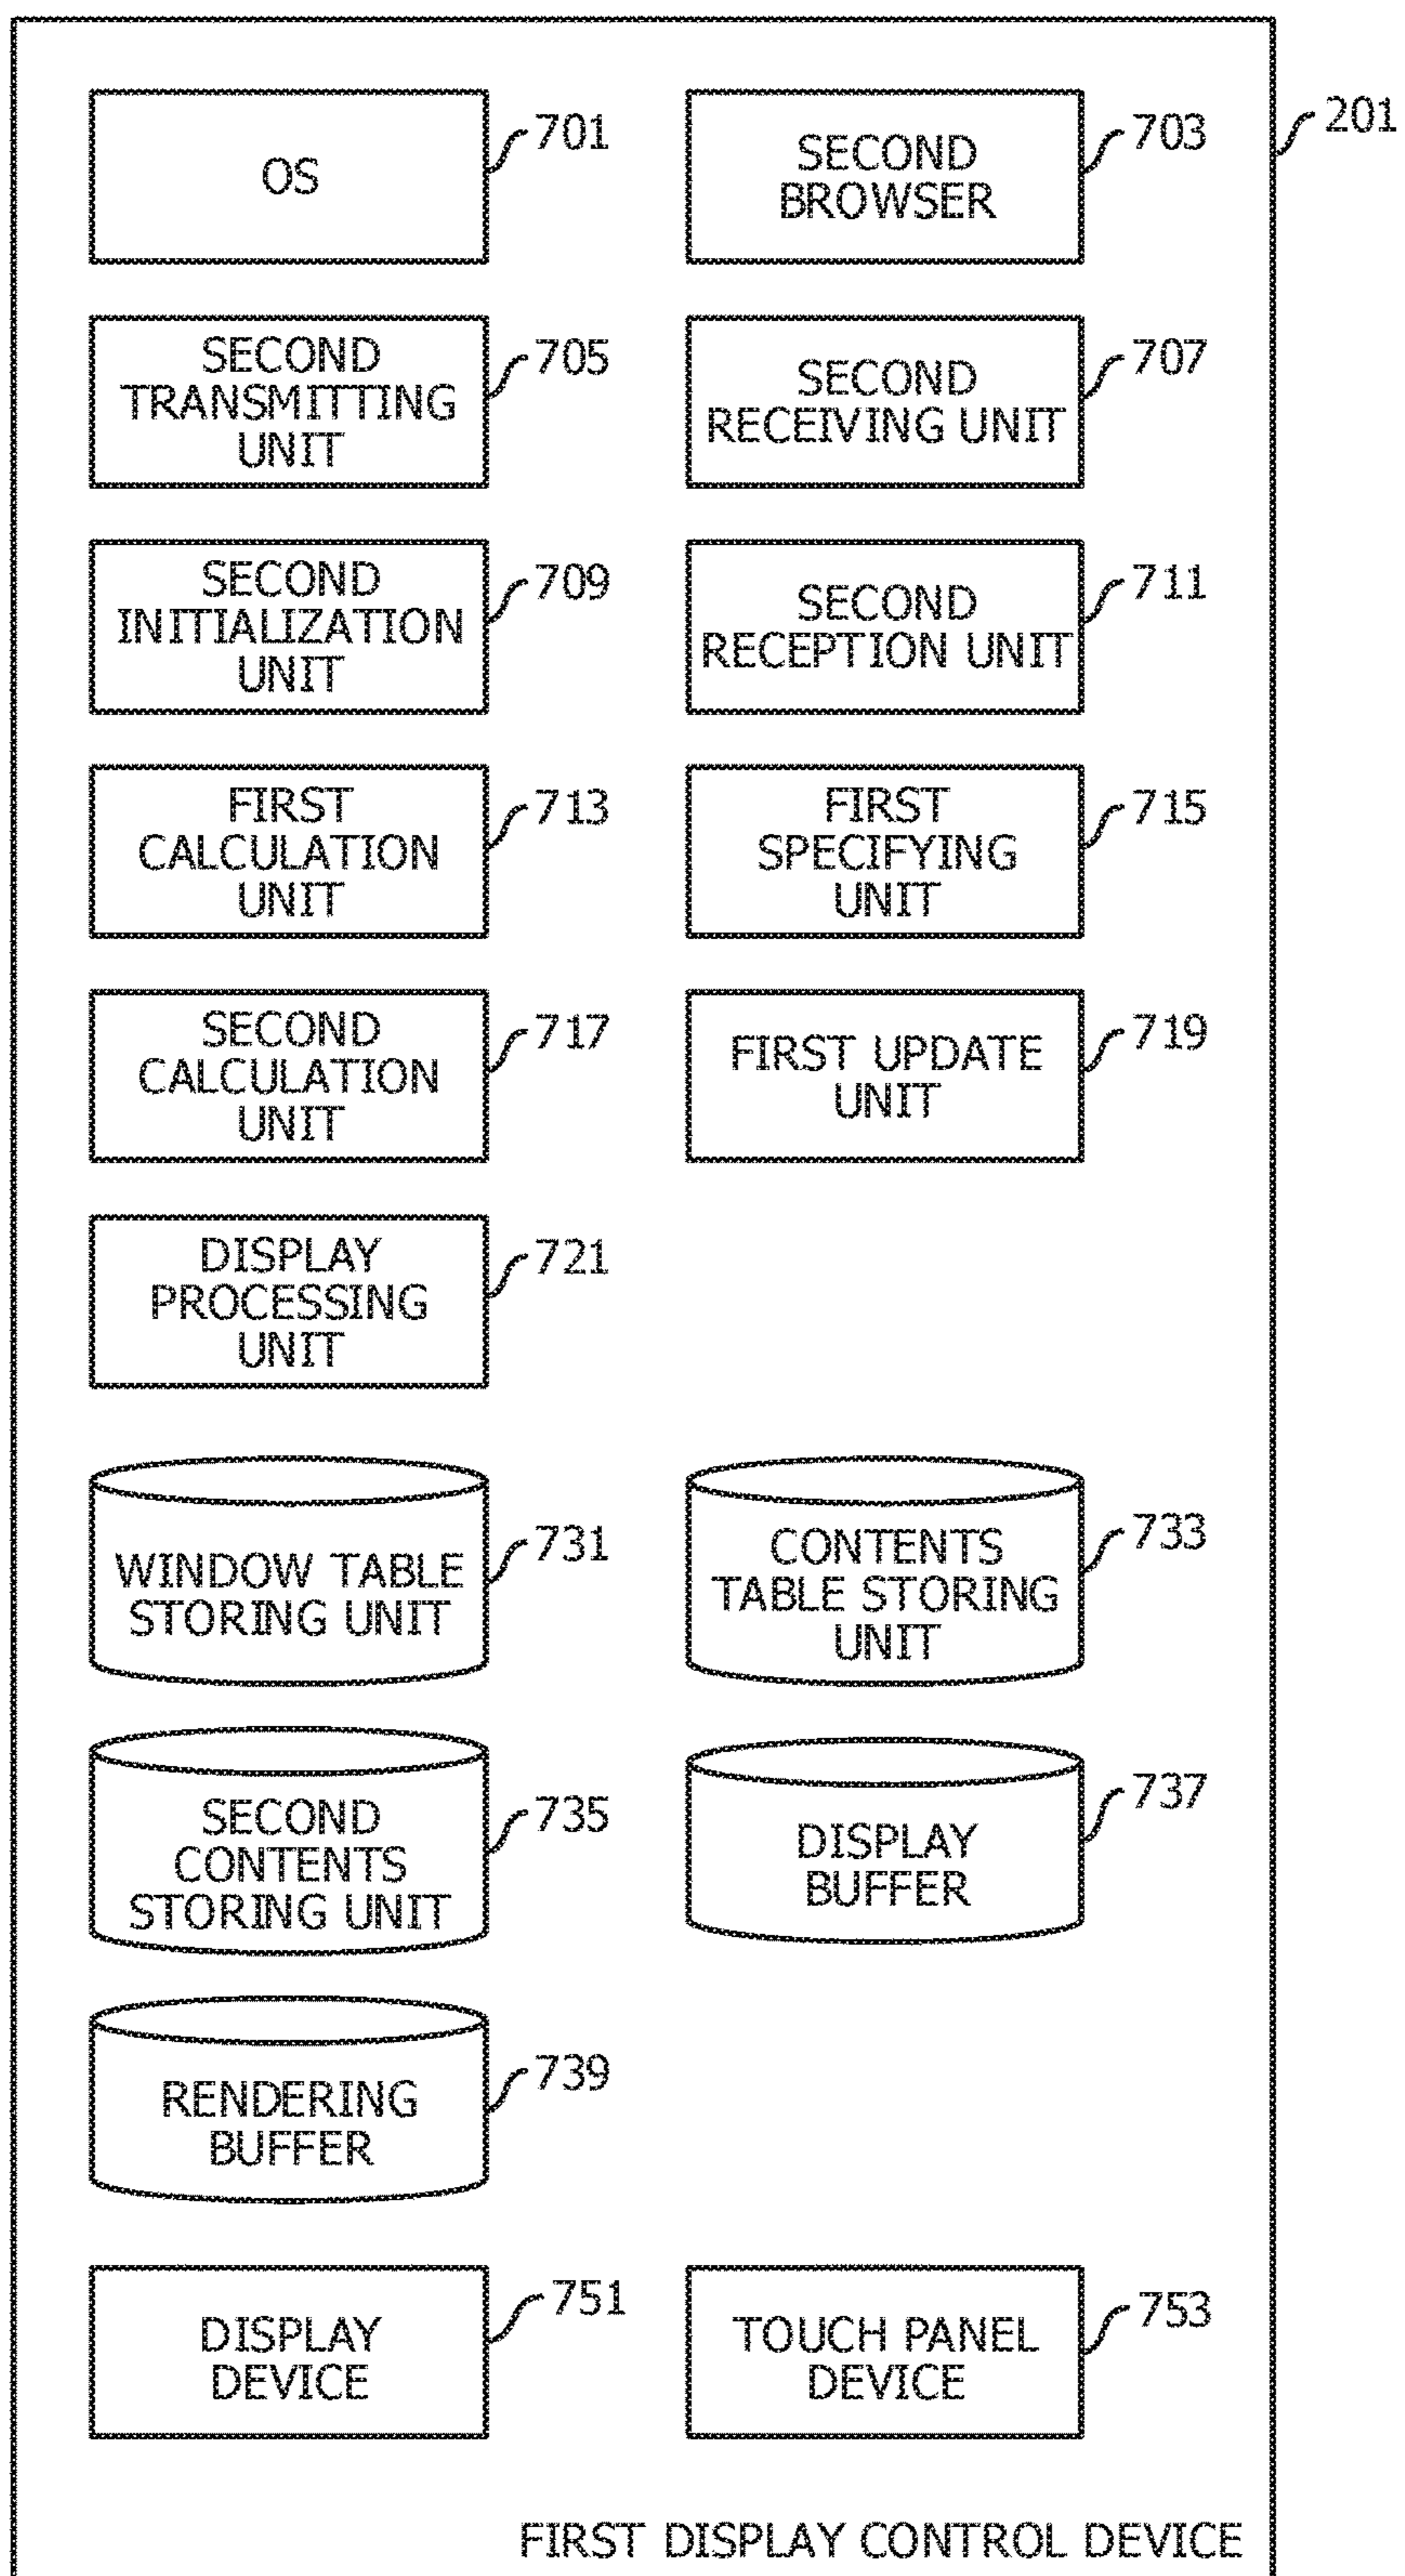 201
OS
701
SECOND
BROWSER
703
SECOND
TRANSMITTING
UNIT
705
SECOND
RECEIVING UNIT
707
SECOND
INITIALIZATION
UNIT
709
SECOND
RECEPTION UNIT
711
FIRST
CALCULATION
UNIT
713
FIRST
SPECIFYING
UNIT
715
SECOND
CALCULATION
UNIT
717
FIRST UPDATE
UNIT
719
DISPLAY
PROCESSING
UNIT
721
WINDOW TABLE
STORING UNIT
731
CONTENTS
TABLE STORING
UNIT
733
SECOND
CONTENTS
STORING UNIT
735
DISPLAY
BUFFER
737
RENDERING
BUFFER
739
DISPLAY
DEVICE
751
TOUCH PANEL
DEVICE
753
FIRST DISPLAY CONTROL DEVICE